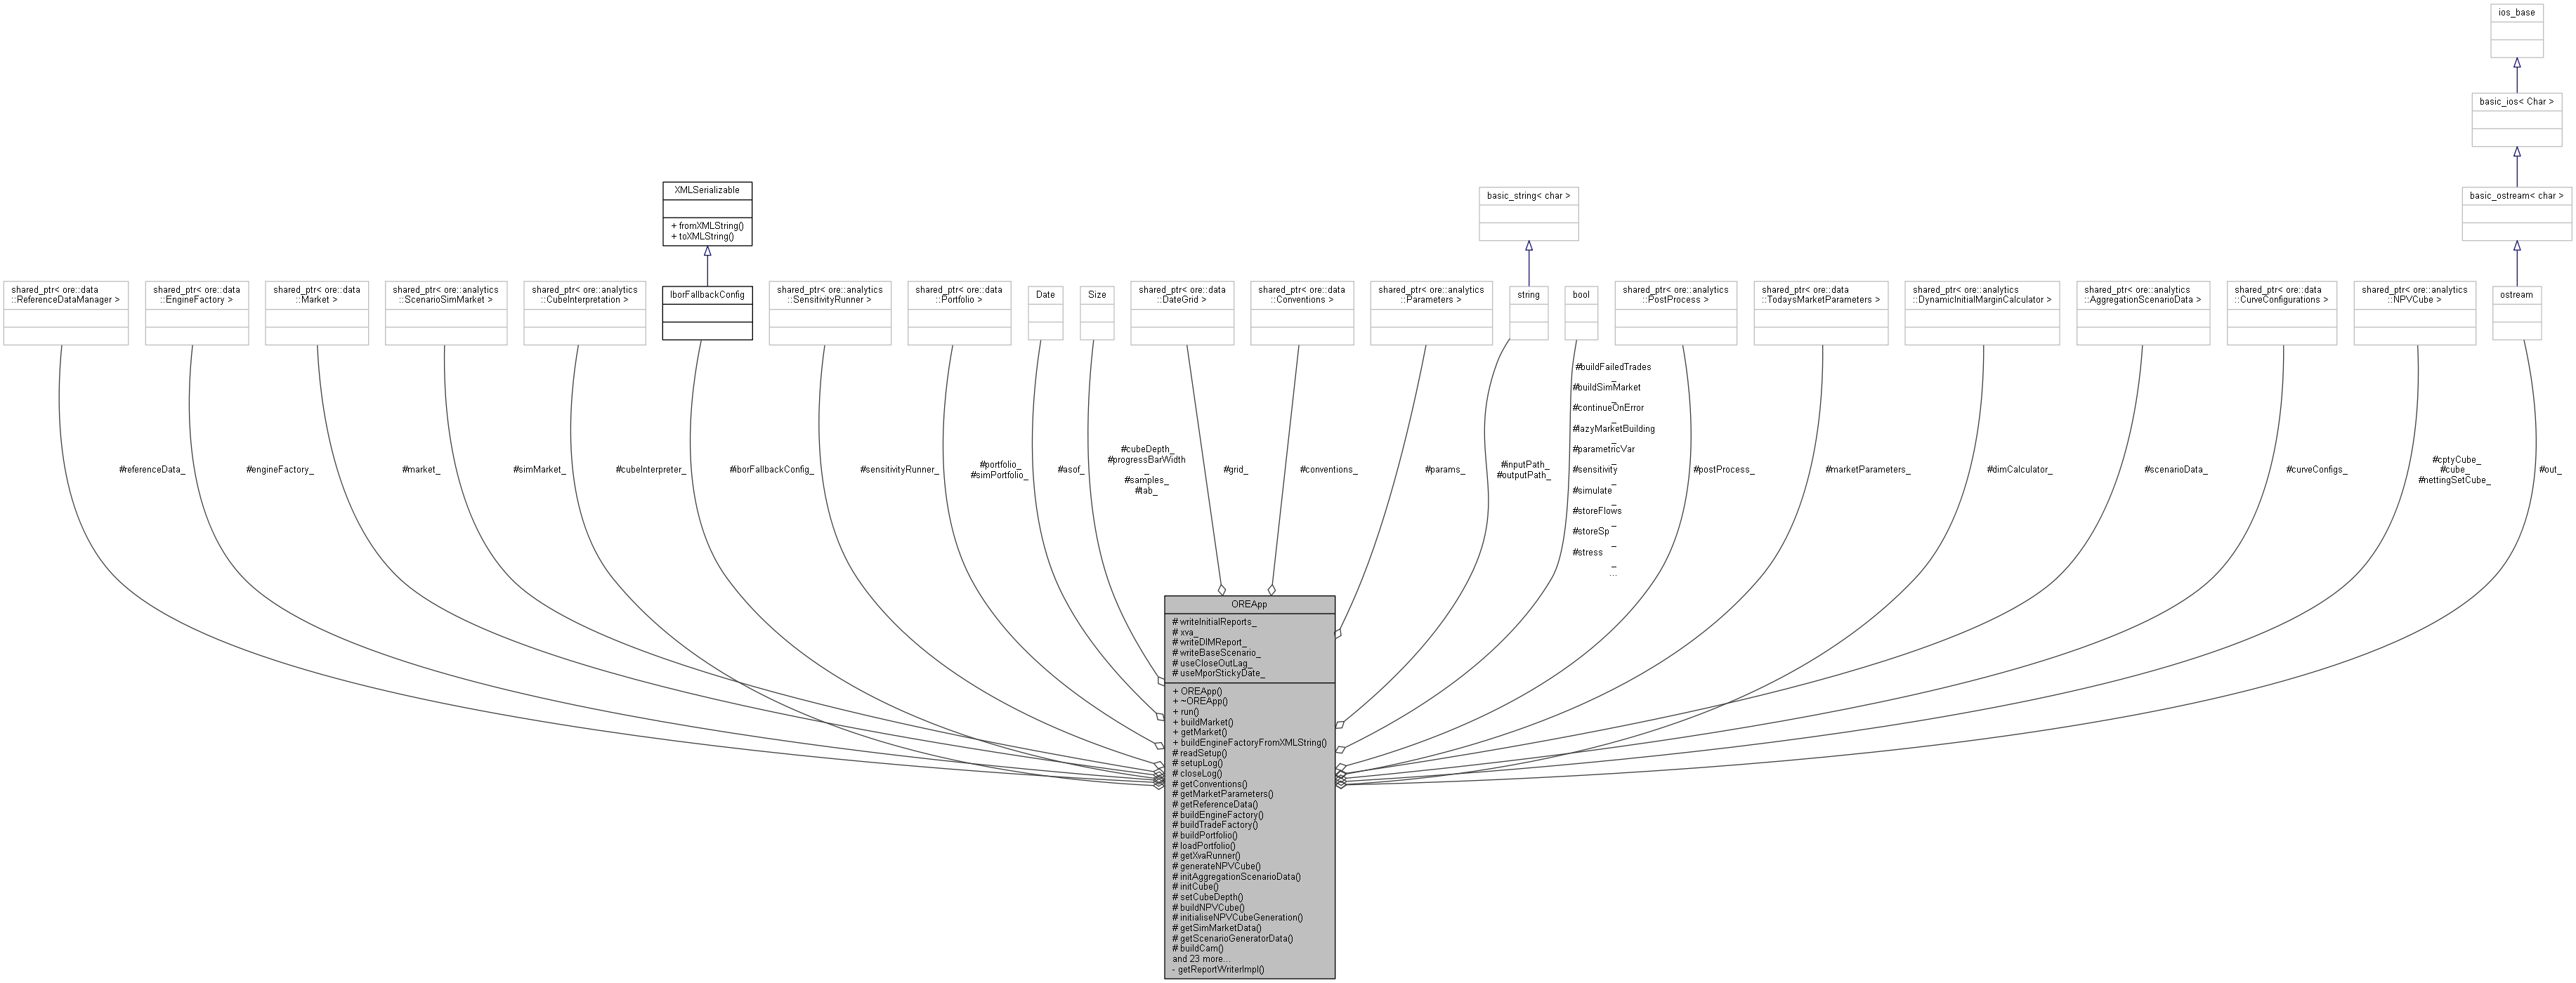 ios_base
basic_ios< Char >
XMLSerializable
+ fromXMLString()
+ toXMLString()
basic_string< char >
basic_ostream< char >
shared_ptr< ore::data
::ReferenceDataManager >
shared_ptr< ore::data
::EngineFactory >
shared_ptr< ore::data
::Market >
shared_ptr< ore::analytics
::ScenarioSimMarket >
shared_ptr< ore::analytics
::CubeInterpretation >
IborFallbackConfig
shared_ptr< ore::analytics
::SensitivityRunner >
shared_ptr< ore::data
::Portfolio >
Date
Size
shared_ptr< ore::data
::DateGrid >
shared_ptr< ore::data
::Conventions >
shared_ptr< ore::analytics
::Parameters >
string
bool
shared_ptr< ore::analytics
::PostProcess >
shared_ptr< ore::data
::TodaysMarketParameters >
shared_ptr< ore::analytics
::DynamicInitialMarginCalculator >
shared_ptr< ore::analytics
::AggregationScenarioData >
shared_ptr< ore::data
::CurveConfigurations >
shared_ptr< ore::analytics
::NPVCube >
ostream
#referenceData_
#engineFactory_
#market_
#simMarket_
#cubeInterpreter_
#iborFallbackConfig_
#sensitivityRunner_
#portfolio_
#simPortfolio_
#asof_
#cubeDepth_
#progressBarWidth
_
#samples_
#tab_
#grid_
#conventions_
#params_
#inputPath_
#outputPath_
#buildFailedTrades
_
#buildSimMarket
_
#continueOnError
_
#lazyMarketBuilding
_
#parametricVar
_
#sensitivity
_
#simulate
_
#storeFlows
_
#storeSp
_
#stress
_
...
#postProcess_
#marketParameters_
#dimCalculator_
#scenarioData_
#curveConfigs_
#cptyCube_
#cube_
#nettingSetCube_
#out_
OREApp
# writeInitialReports_
# xva_
# writeDIMReport_
# writeBaseScenario_
# useCloseOutLag_
# useMporStickyDate_
+ OREApp()
+ ~OREApp()
+ run()
+ buildMarket()
+ getMarket()
+ buildEngineFactoryFromXMLString()
# readSetup()
# setupLog()
# closeLog()
# getConventions()
# getMarketParameters()
# getReferenceData()
# buildEngineFactory()
# buildTradeFactory()
# buildPortfolio()
# loadPortfolio()
# getXvaRunner()
# generateNPVCube()
# initAggregationScenarioData()
# initCube()
# setCubeDepth()
# buildNPVCube()
# initialiseNPVCubeGeneration()
# getSimMarketData()
# getScenarioGeneratorData()
# buildCam()
and 23 more...
- getReportWriterImpl()